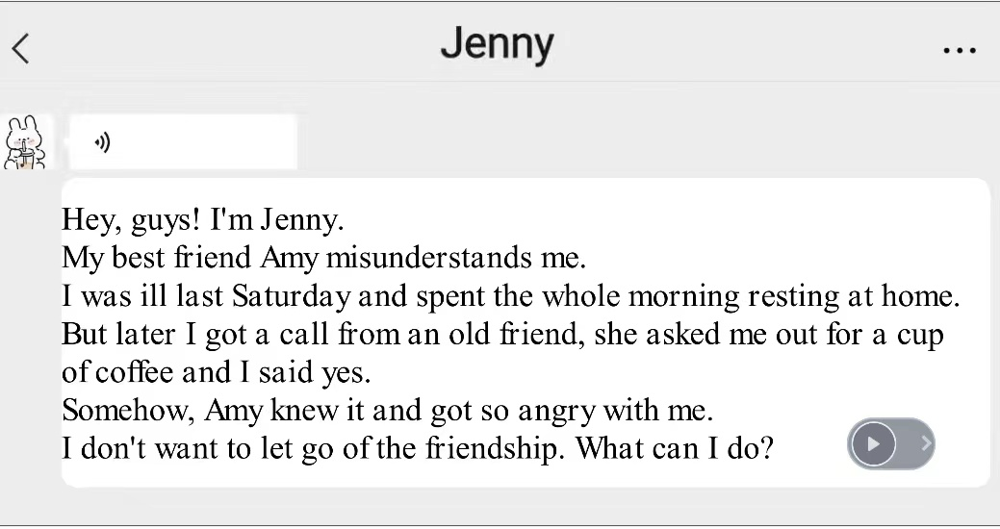 Jenny
Hey, guys! I'm Jenny.
My best friend Amy misunderstands me.
I was ill last Saturday and spent the whole morning resting at home.
But later I got a call from an old friend, she asked me out for a cup
of coffee and I said yes.
Somehow, Amy knew it and got so angry with me.
I don't want to let go of the friendship. What can I do?